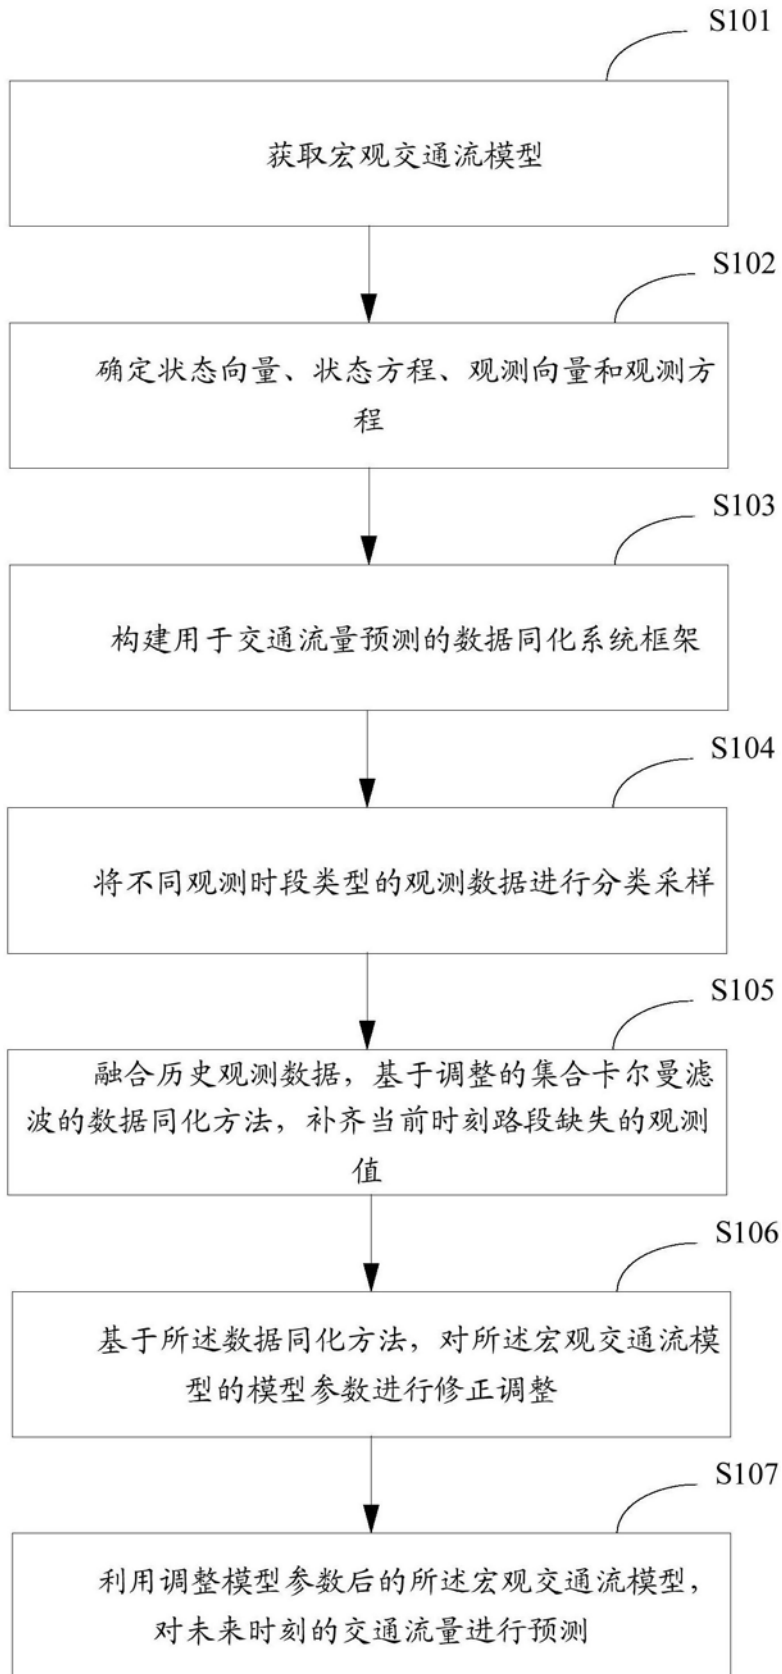 S101
获取宏观交通流模型
S102
确定状态向量、状态方程、观测向量和观测方
程
S103
构建用于交通流量预测的数据同化系统框架
S104
将不同观测时段类型的观测数据进行分类采样
S105
融合历史观测数据，基于调整的集合卡尔曼滤
波的数据同化方法，补齐当前时刻路段缺失的观测
值
S106
基于所述数据同化方法，对所述宏观交通流模
型的模型参数进行修正调整
S107
利用调整模型参数后的所述宏观交通流模型，
对未来时刻的交通流量进行预测